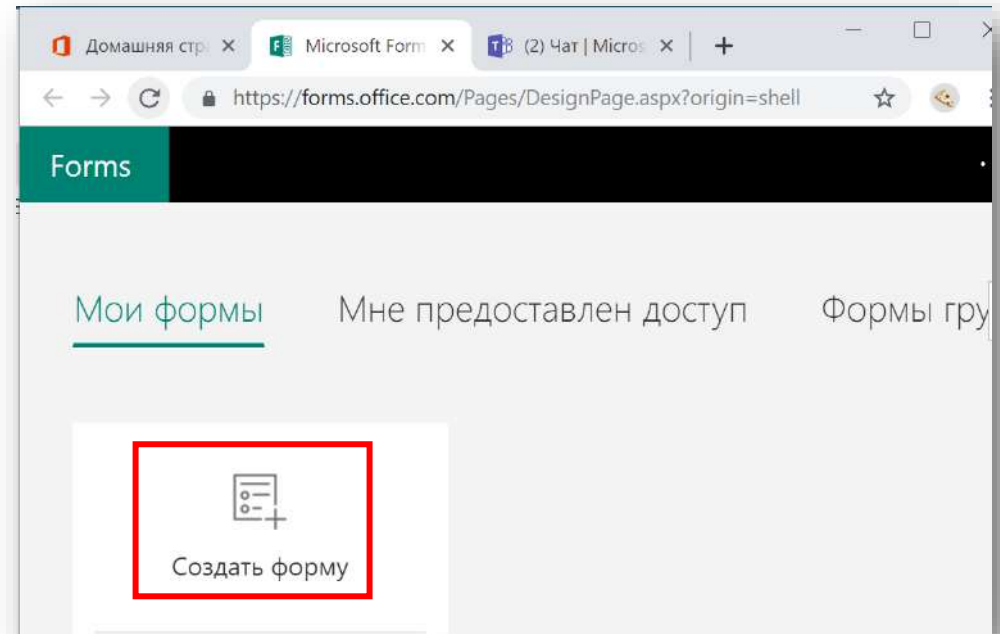 Домашняя стр
Microsoft Form
(2) Чат | Micros
https://forms.office.com/Pages/DesignPage.aspx?origin=shell
Forms
Мои формы Мне предоставлен доступ Формы гру
Создать форму